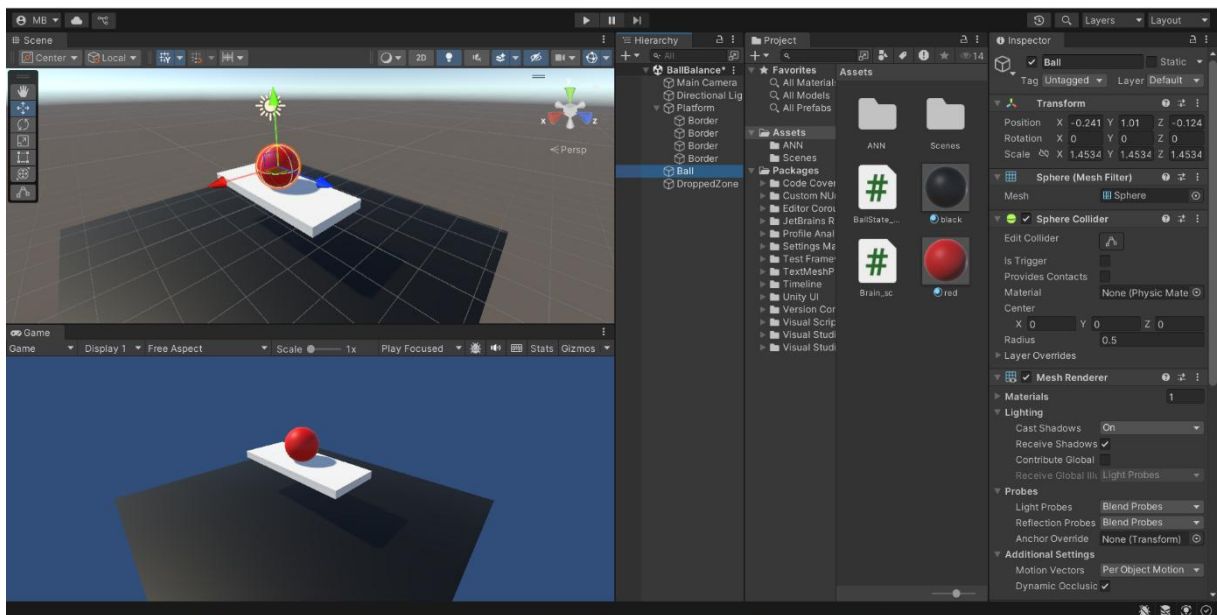 MB
Layers
Layout
Scene
Center
Local
2D
y
x
z
Persp
Game
Game
Display 1
Free Aspect
Scale
1x
Play Focused
Stats
Gizmos
Hierarchy
All
BallBalance*
Main Camera
Directional Lig
Platform
Border
Border
Border
Border
Ball
DroppedZone
Project
14
Favorites
All Material
All Models
All Prefabs
Assets
ANN
Scenes
Packages
Code Cover
Custom NU
Editor Corou
JetBrains R
Profile Anal
Settings Ma
Test Framew
TextMeshP
Timeline
Unity UI
Version Cor
Visual Scrip
Visual Studi
Visual Studi
Assets
ANN
Scenes
#
#
BallState_...
black
Brain_sc
red
Inspector
Ball
Static
Tag Untagged
Layer Default
Transform
Position X -0.241 Y 1.01 Z -0.124
Rotation X 0 Y 0 Z 0
Scale X 1.4534 Y 1.4534 Z 1.4534
Sphere (Mesh Filter)
Mesh Sphere
Sphere Collider
Edit Collider
Is Trigger
Provides Contacts
Material None (Physic Mate
Center
X 0 Y 0 Z 0
Radius 0.5
Layer Overrides
Mesh Renderer
Materials 1
Lighting
Cast Shadows On
Receive Shadows
Contribute Global
Receive Global Illu Light Probes
Probes
Light Probes Blend Probes
Reflection Probes Blend Probes
Anchor Override None (Transform)
Additional Settings
Motion Vectors Per Object Motion
Dynamic Occlusic